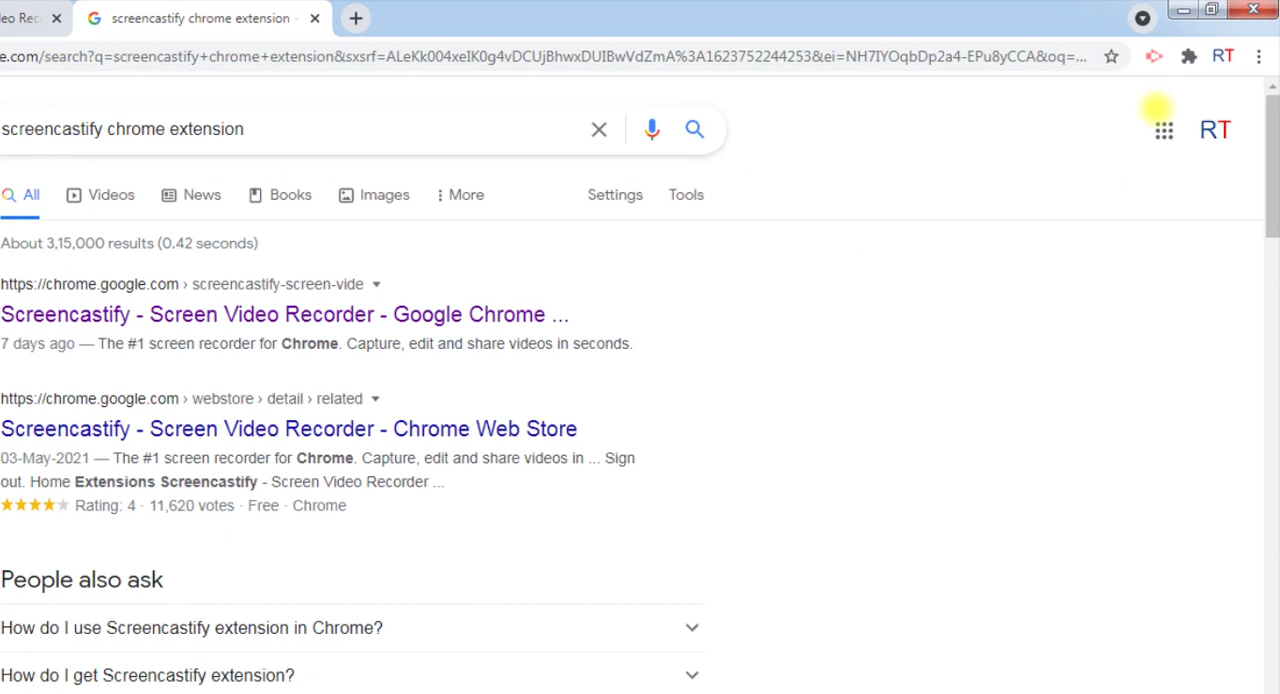 eo Rec
screencastify chrome extension -
e.com/search?q=screencastify+chrome+extension&sxsrf=ALeKk004xeIK0g4vDCUjBhwxDUIBwVdZmA%3A1623752244253&ei=NH7IYOqbDp2a4-EPu8yCCA&oq=...
RT
screencastify chrome extension
RT
All
Videos
News
Books
Images
More
Settings
Tools
About 3,15,000 results (0.42 seconds)
https://chrome.google.com › screencastify-screen-vide
Screencastify - Screen Video Recorder - Google Chrome ...
7 days ago — The #1 screen recorder for Chrome. Capture, edit and share videos in seconds.
https://chrome.google.com › webstore › detail › related
Screencastify - Screen Video Recorder - Chrome Web Store
03-May-2021 — The #1 screen recorder for Chrome. Capture, edit and share videos in ... Sign
out. Home Extensions Screencastify - Screen Video Recorder ...
Rating: 4 · 11,620 votes · Free · Chrome
People also ask
How do I use Screencastify extension in Chrome?
How do I get Screencastify extension?